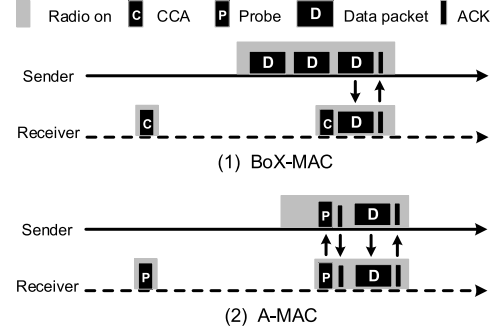 Radio on C CCA P Probe D Data packet ACK
D D D
Sender
C D
Receiver
(1) BoX-MAC
P D
Sender
P P D
Receiver
(2) A-MAC